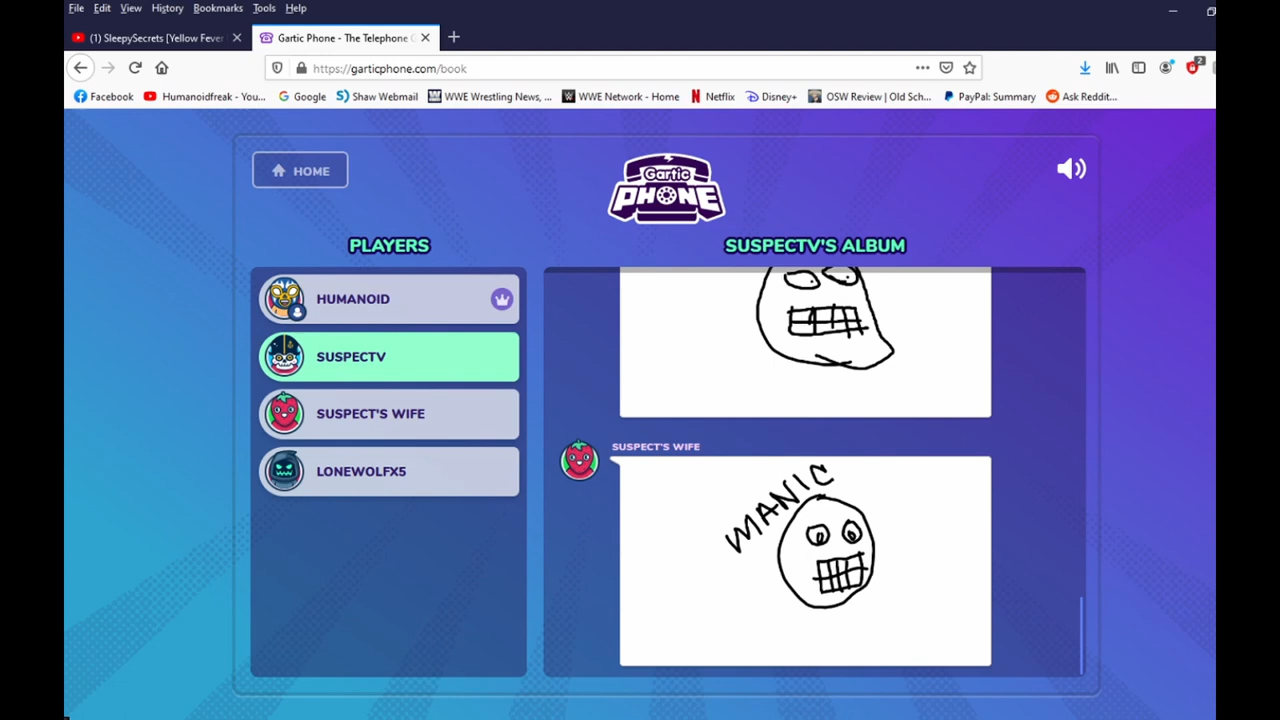 File Edit View History Bookmarks Tools Help
(1) SleepySecrets [Yellow Fever
Gartic Phone - The Telephone G
https://garticphone.com/book
Facebook Humanoidfreak - You... Google Shaw Webmail WWE Wrestling News, ... WWE Network - Home Netflix Disney+ OSW Review | Old Sch... PayPal: Summary Ask Reddit...
2
HOME
Gartic
PHONE
PLAYERS
SUSPECTV'S ALBUM
HUMANOID
SUSPECTV
SUSPECT'S WIFE
LONEWOLFX5
SUSPECT'S WIFE
MANIC